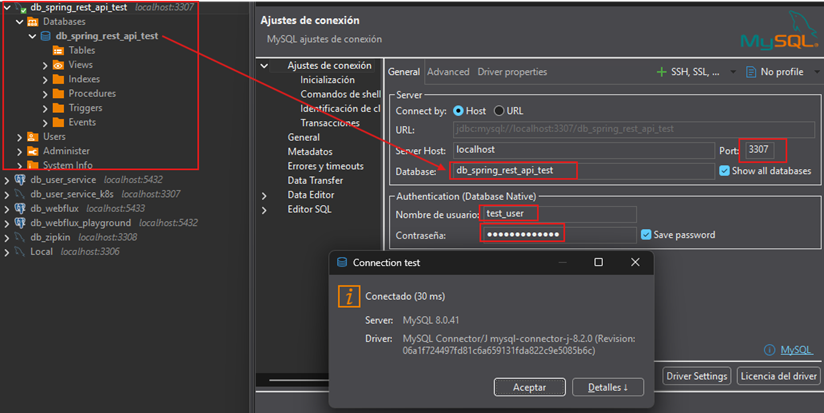 db_spring_rest_api_test localhost:3307
Databases
db_spring_rest_api_test
Tables
Views
Indexes
Procedures
Triggers
Events
Users
Administer
System Info
db_user_service localhost:5432
db_user_service_k8s localhost:3307
db_webflux localhost:5433
db_webflux_playground localhost:5432
db_zipkin localhost:3308
Local localhost:3306
Ajustes de conexión
MySQL ajustes de conexión
MySQL
Ajustes de conexión
Inicialización
Comandos de shell
Identificación de cl
Transacciones
General
Metadatos
Errores y timeouts
Data Transfer
Data Editor
Editor SQL
General Advanced Driver properties
SSH, SSL, ... No profile
Server
Connect by: Host URL
URL: jdbc:mysql://localhost:3307/db_spring_rest_api_test
Server Host: localhost Port: 3307
Database: db_spring_rest_api_test Show all databases
Authentication (Database Native)
Nombre de usuario: test_user
Contraseña: ••••••••••••• Save password
MySQL
Driver Settings Licencia del driver
Connection test
Conectado (30 ms)
Server: MySQL 8.0.41
Driver: MySQL Connector/J mysql-connector-j-8.2.0 (Revision:
06a1f724497fd81c6a659131fda822c9e5085b6c)
Aceptar Detalles ↓